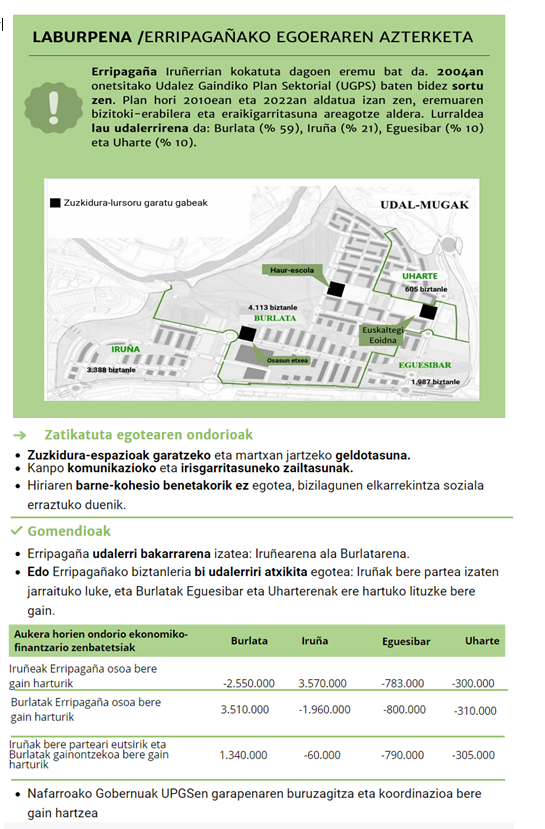 LABURPENA /ERRIPAGAÑAKO EGOERAREN AZTERKETA
Erripagaña Iruñerrian kokatuta dagoen eremu bat da. 2004an
onetsitako Udalez Gaindiko Plan Sektorial (UGPS) baten bidez sortu
zen. Plan hori 2010ean eta 2022an aldatua izan zen, eremuaren
bizitoki-erabilera eta eraikigarritasuna areagotze aldera. Lurraldea
lau udalerrirena da: Burlata (% 59), Iruña (% 21), Eguesibar (% 10)
eta Uharte (% 10).
Zuzkidura-lursoru garatu gabeak
UDAL-MUGAK
Haur-escola
UHARTE
605 biztanle
4.113 biztanle
BURLATA
Euskaltegi
Eoidna
IRUÑA
3.388 biztanle
Osasun etxea
EGUESIBAR
1.987 biztanle
Zatikatuta egotearen ondorioak
• Zuzkidura-espazioak garatzeko eta martxan jartzeko geldotasuna.
• Kanpo komunikazioko eta irisgarritasuneko zailtasunak.
• Hiriaren barne-kohesio benetakorik ez egotea, bizilagunen elkarrekintza soziala
erraztuko duenik.
Gomendioak
• Erripagaña udalerri bakarrarena izatea: Iruñearena ala Burlatarena.
• Edo Erripagañako biztanleria bi udalerriri atxikita egotea: Iruñak bere partea izaten
jarraituko luke, eta Burlatak Eguesibar eta Uharterenak ere hartuko lituzke bere
gain.
Aukera horien ondorio ekonomiko-
finantzario zenbatetsiak Burlata Iruña Eguesibar Uharte
Iruñeak Erripagaña osoa bere
gain harturik -2.550.000 3.570.000 -783.000 -300.000
Burlatak Erripagaña osoa bere
gain harturik 3.510.000 -1.960.000 -800.000 -310.000
Iruñak bere parteari eutsirik eta
Burlatak gainontzekoa bere gain
harturik 1.340.000 -60.000 -790.000 -305.000
• Nafarroako Gobernuak UPGSen garapenaren buruzagitza eta koordinazioa bere
gain hartzea